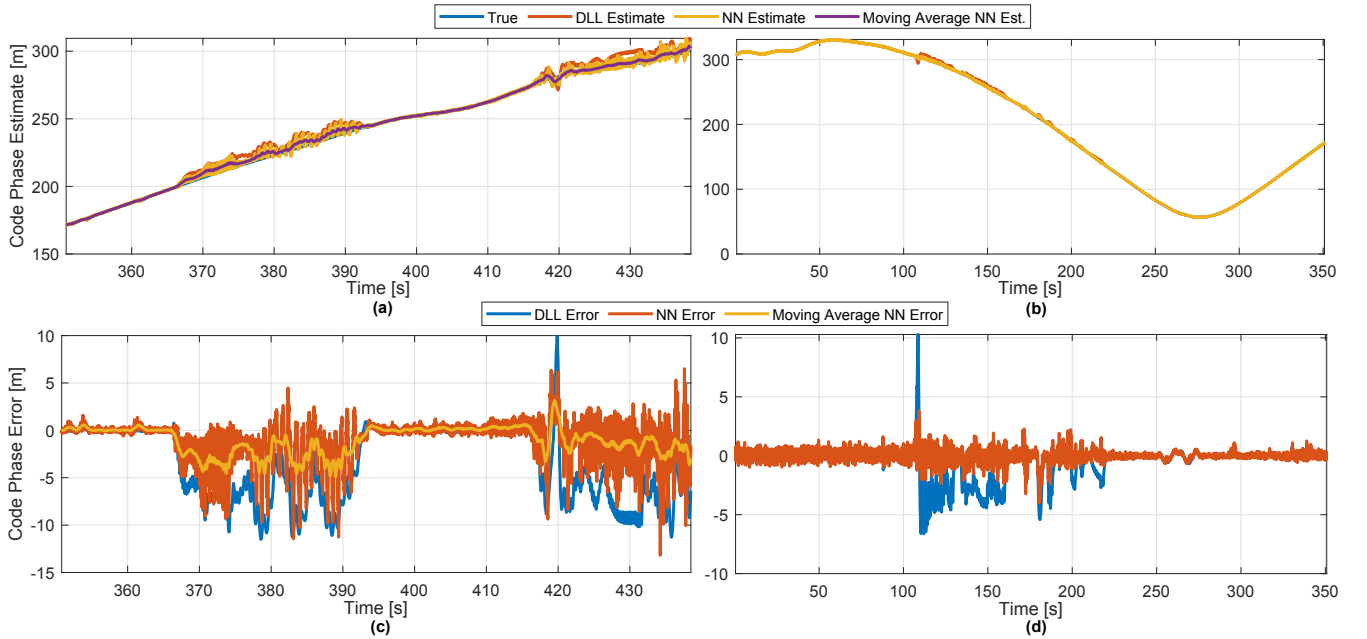 True DLL Estimate NN Estimate Moving Average NN Est.
Code Phase Estimate [m]
300
250
200
150
360 370 380 390 400 410 420 430
Time [s]
(a)
300
200
100
0
50 100 150 200 250 300 350
Time [s]
(b)
DLL Error NN Error Moving Average NN Error
Code Phase Error [m]
10
5
0
-5
-10
-15
360 370 380 390 400 410 420 430
Time [s]
(c)
10
5
0
-5
-10
0 50 100 150 200 250 300 350
Time [s]
(d)